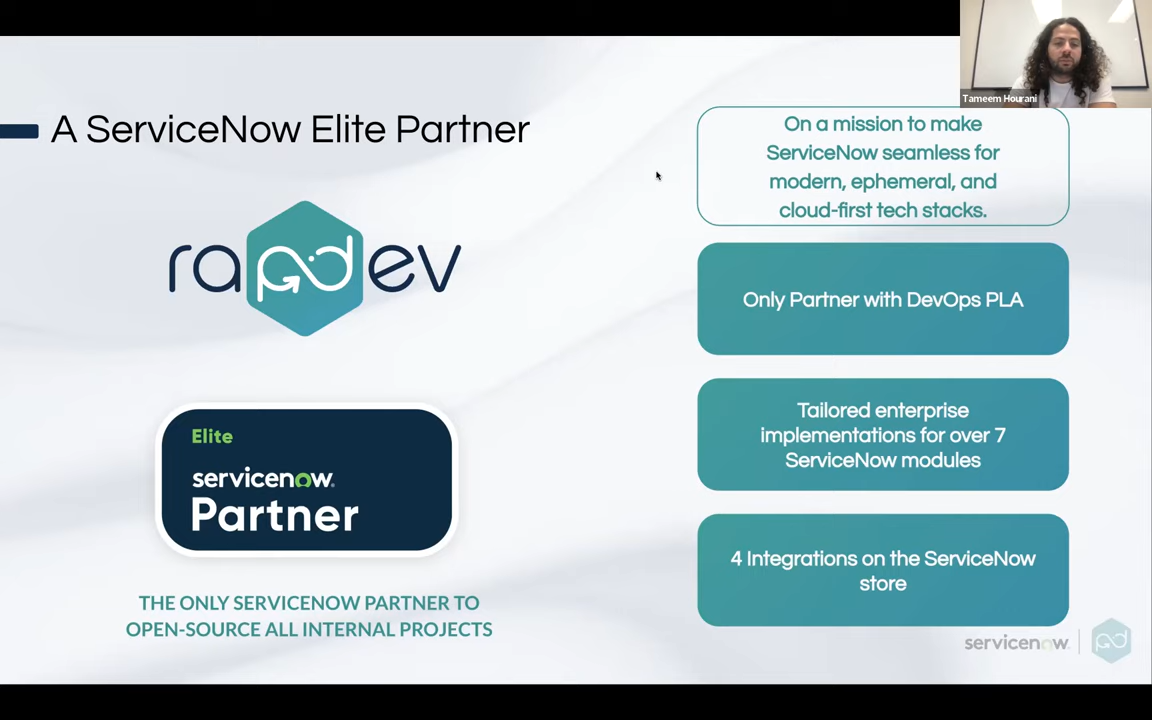 Tameem Hourani
A ServiceNow Elite Partner
rapdev
Elite
servicenow.
Partner
THE ONLY SERVICENOW PARTNER TO
OPEN-SOURCE ALL INTERNAL PROJECTS
On a mission to make
ServiceNow seamless for
modern, ephemeral, and
cloud-first tech stacks.
Only Partner with DevOps PLA
Tailored enterprise
implementations for over 7
ServiceNow modules
4 Integrations on the ServiceNow
store
servicenow.